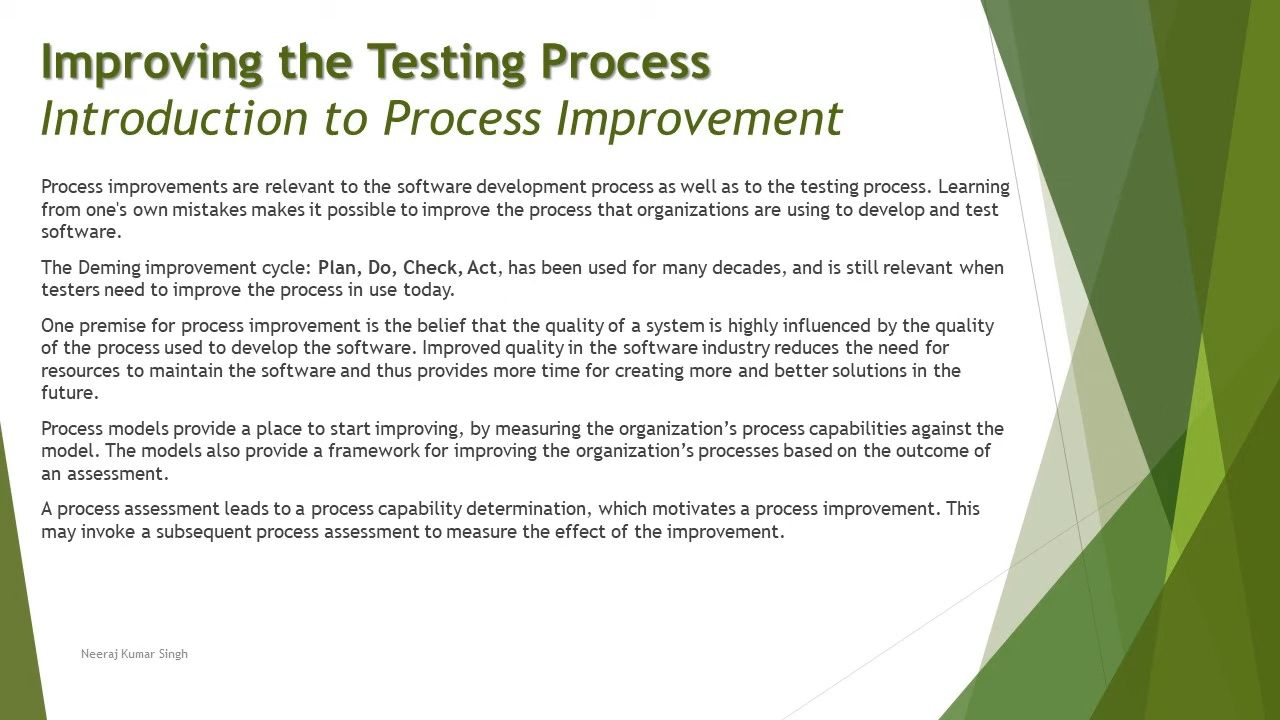 Improving the Testing Process
Introduction to Process Improvement
Process improvements are relevant to the software development process as well as to the testing process. Learning
from one's own mistakes makes it possible to improve the process that organizations are using to develop and test
software.
The Deming improvement cycle: Plan, Do, Check, Act, has been used for many decades, and is still relevant when
testers need to improve the process in use today.
One premise for process improvement is the belief that the quality of a system is highly influenced by the quality
of the process used to develop the software. Improved quality in the software industry reduces the need for
resources to maintain the software and thus provides more time for creating more and better solutions in the
future.
Process models provide a place to start improving, by measuring the organization’s process capabilities against the
model. The models also provide a framework for improving the organization’s processes based on the outcome of
an assessment.
A process assessment leads to a process capability determination, which motivates a process improvement. This
may invoke a subsequent process assessment to measure the effect of the improvement.
Neeraj Kumar Singh